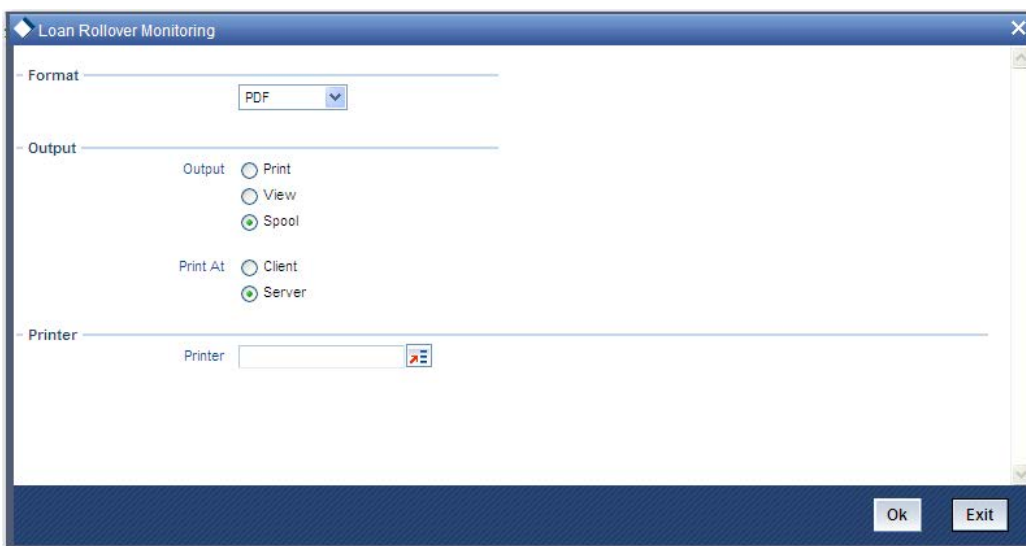 Loan Rollover Monitoring
Format
PDF
Output
Output Print
View
Spool
Print At Client
Server
Printer
Printer
Ok Exit